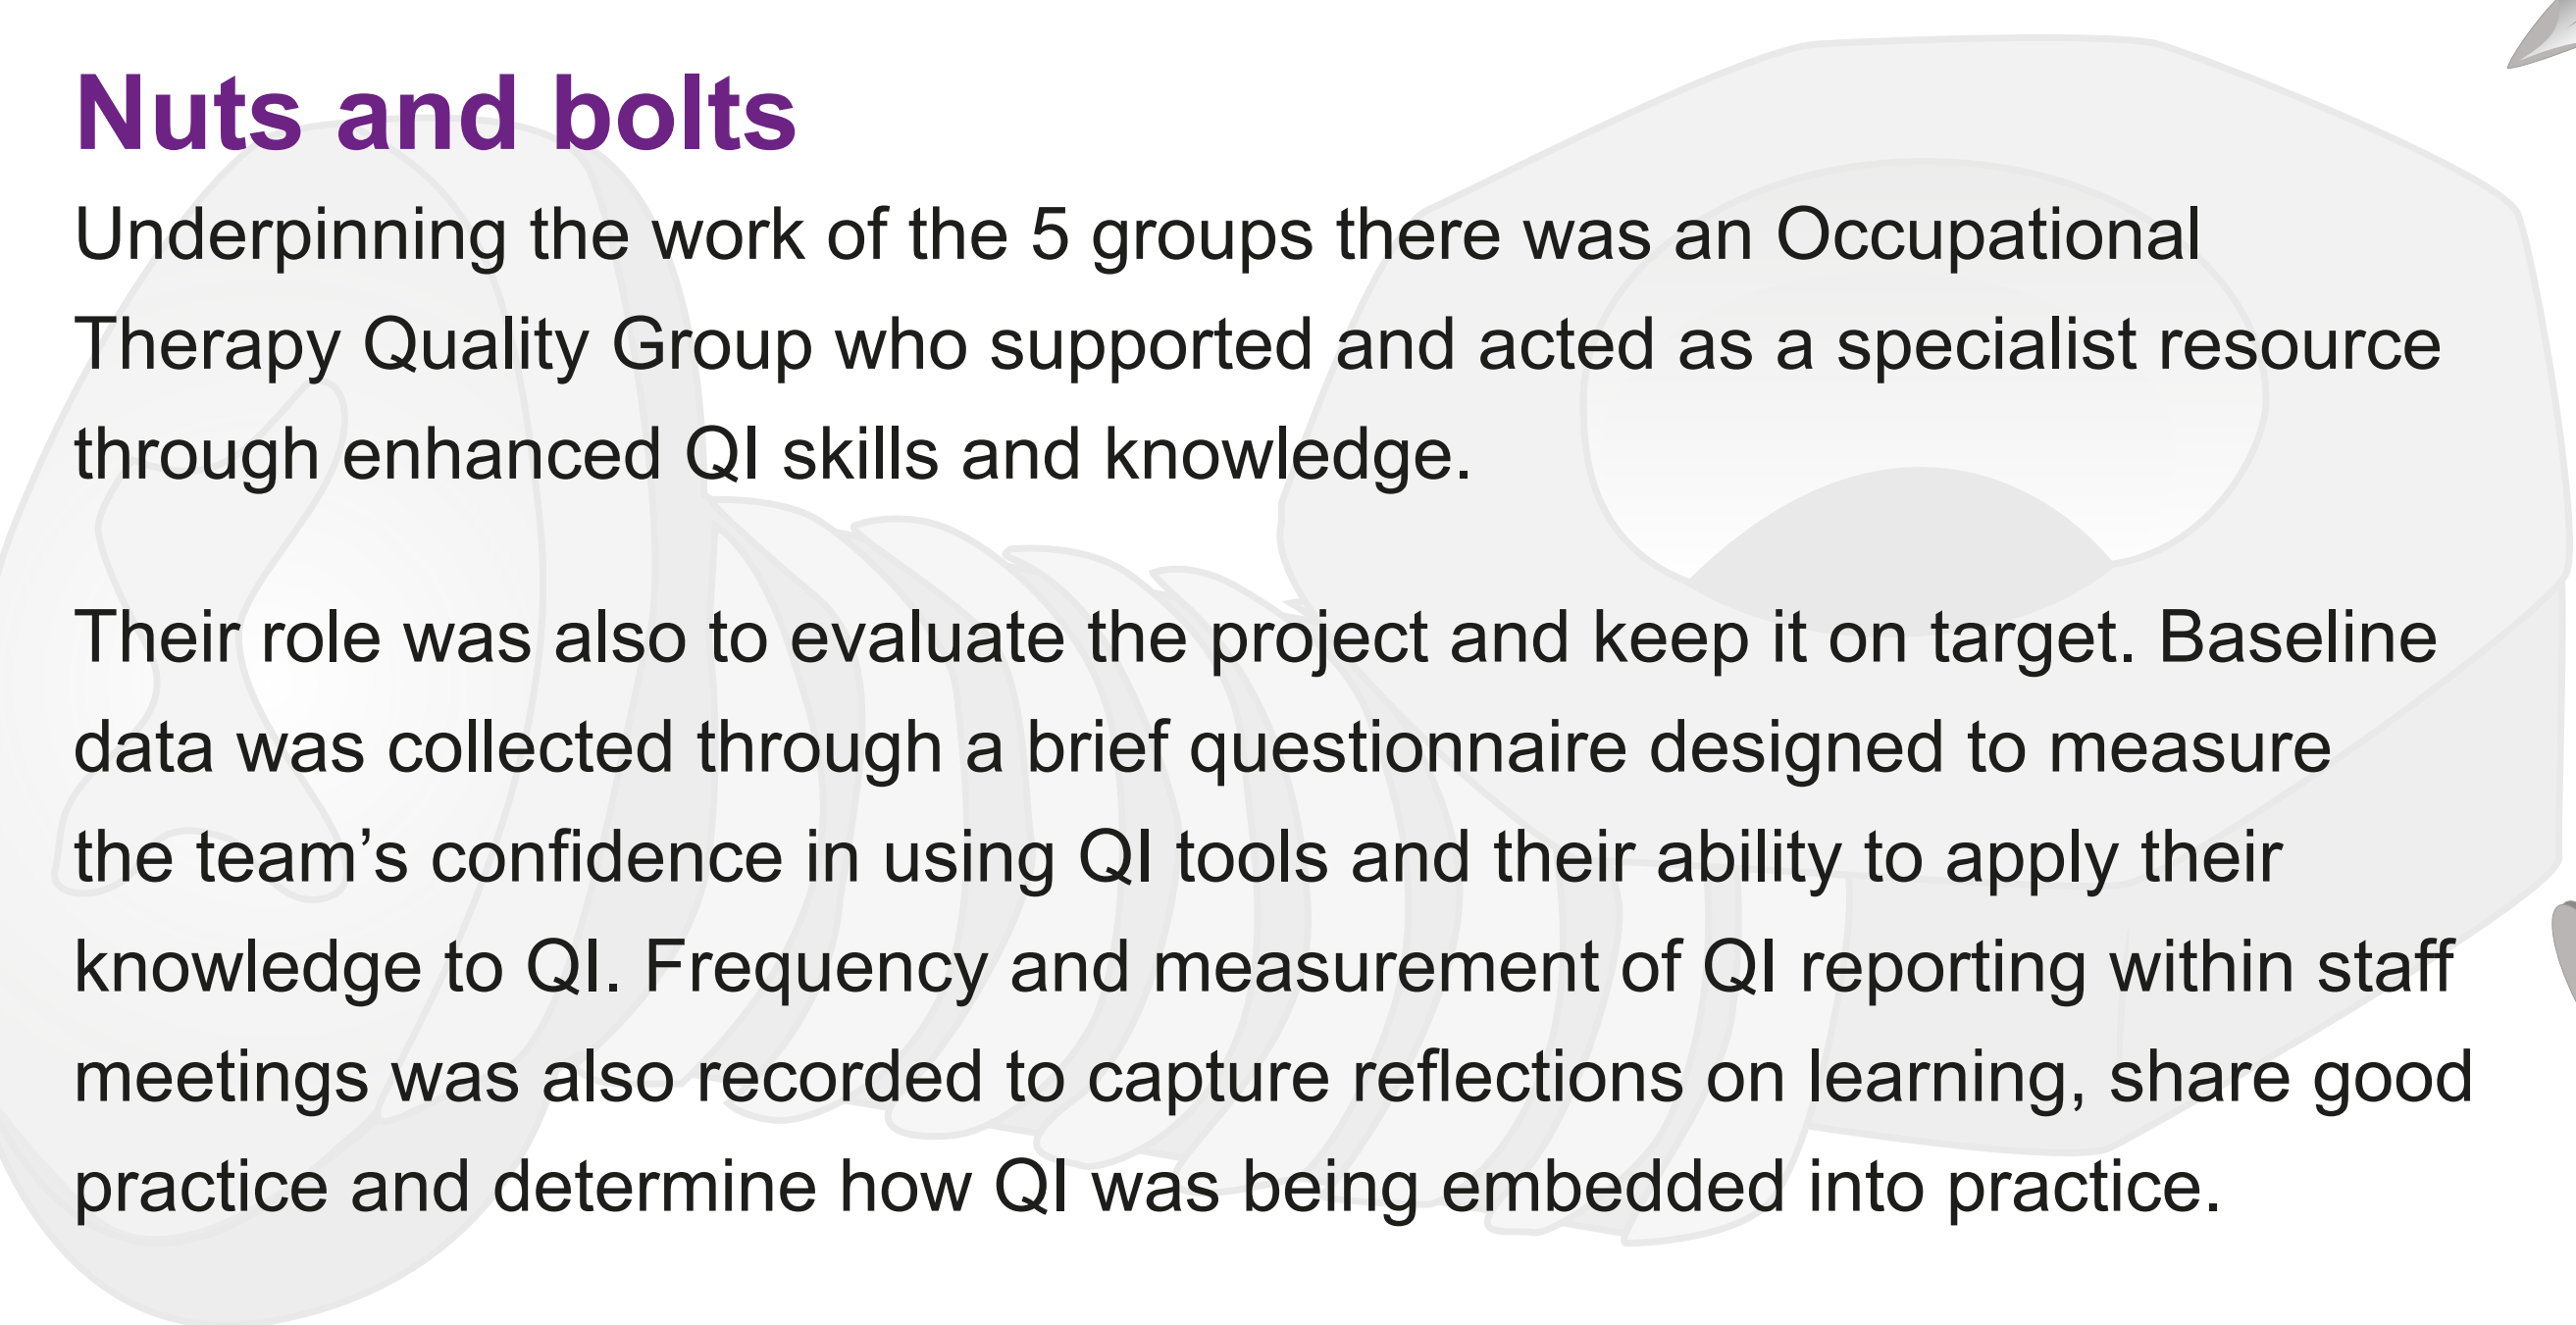 Nuts and bolts
Underpinning the work of the 5 groups there was an Occupational
Therapy Quality Group who supported and acted as a specialist resource
through enhanced QI skills and knowledge.
Their role was also to evaluate the project and keep it on target. Baseline
data was collected through a brief questionnaire designed to measure
the team’s confidence in using QI tools and their ability to apply their
knowledge to QI. Frequency and measurement of QI reporting within staff
meetings was also recorded to capture reflections on learning, share good
practice and determine how QI was being embedded into practice.